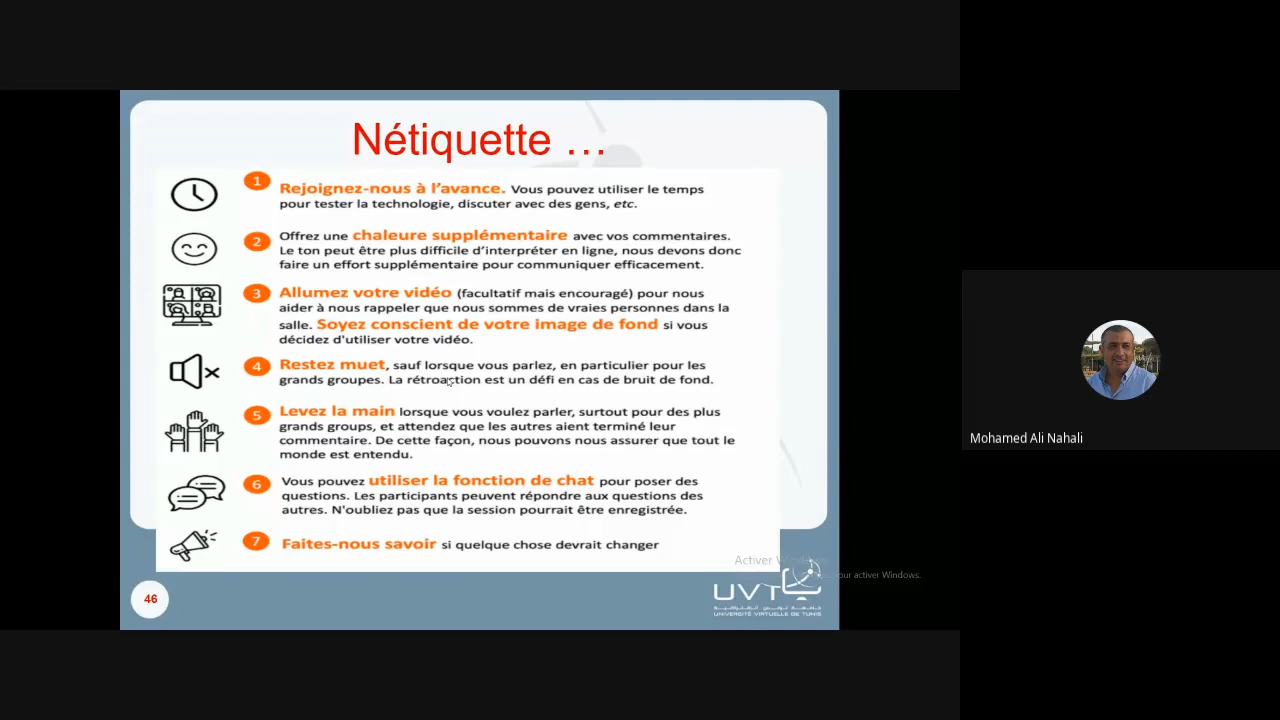 Nétiquette ...
1
Rejoignez-nous à l’avance. Vous pouvez utiliser le temps
pour tester la technologie, discuter avec des gens, etc.
2
Offrez une chaleure supplémentaire avec vos commentaires.
Le ton peut être plus difficile d’interpréter en ligne, nous devons donc
faire un effort supplémentaire pour communiquer efficacement.
3
Allumez votre vidéo (facultatif mais encouragé) pour nous
aider à nous rappeler que nous sommes de vraies personnes dans la
salle. Soyez conscient de votre image de fond si vous
décidez d'utiliser votre vidéo.
4
Restez muet, sauf lorsque vous parlez, en particulier pour les
grands groupes. La rétroaction est un défi en cas de bruit de fond.
5
Levez la main lorsque vous voulez parler, surtout pour des plus
grands groupes, et attendez que les autres aient terminé leur
commentaire. De cette façon, nous pouvons nous assurer que tout le
monde est entendu.
6
Vous pouvez utiliser la fonction de chat pour poser des
questions. Les participants peuvent répondre aux questions des
autres. N'oubliez pas que la session pourrait être enregistrée.
7
Faites-nous savoir si quelque chose devrait changer
Activer
pour activer Windows.
46
UVT
جامعة تونس الافتراضية
UNIVERSITÉ VIRTUELLE DE TUNIS
Mohamed Ali Nahali